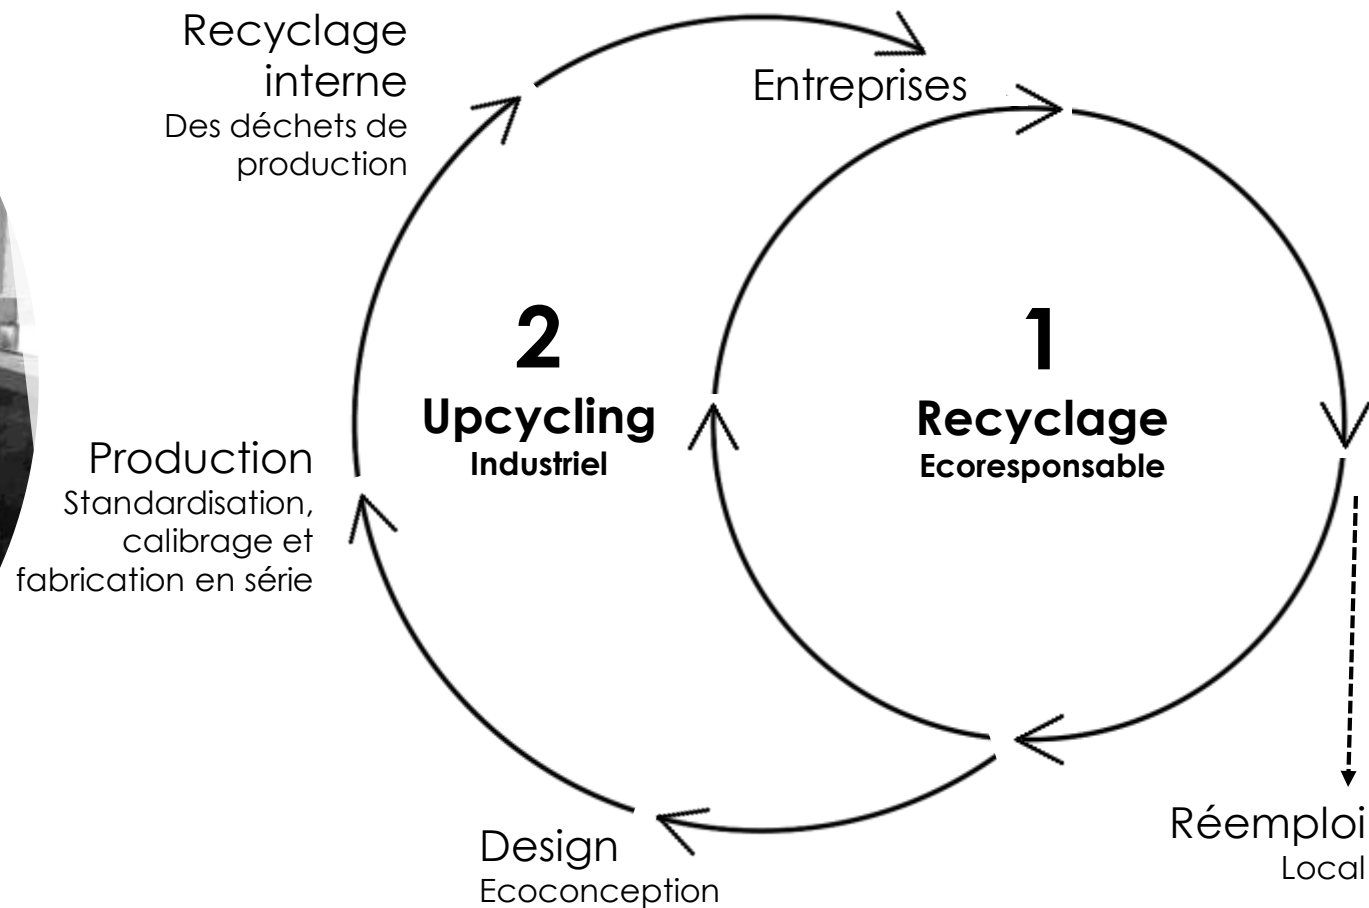 Recyclage
interne
Des déchets de
production
Entreprises
2
Upcycling
Industriel
1
Recyclage
Ecoresponsable
Production
Standardisation,
calibrage et
fabrication en série
Design
Ecoconception
Réemploi
Local